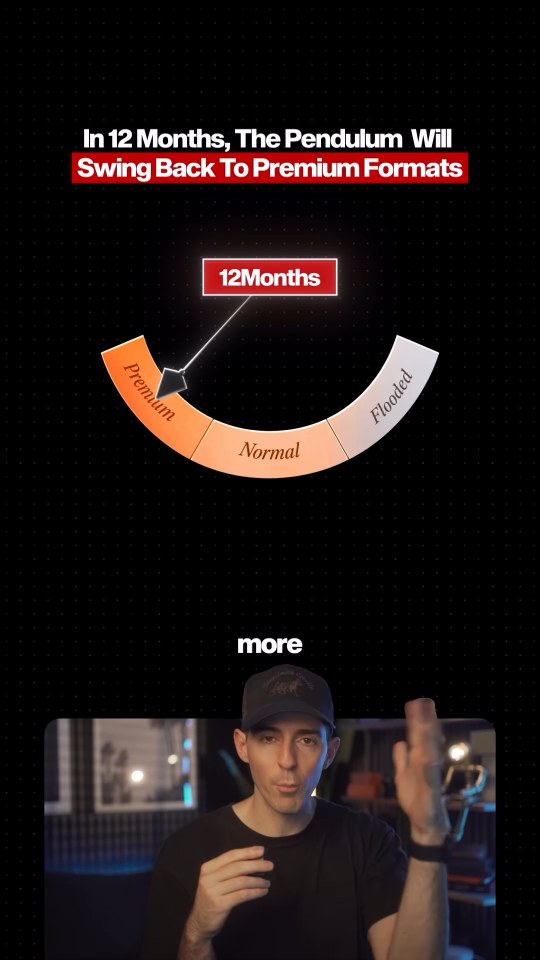 In 12 Months, The Pendulum Will
Swing Back To Premium Formats
12Months
Premium
Normal
Flooded
more